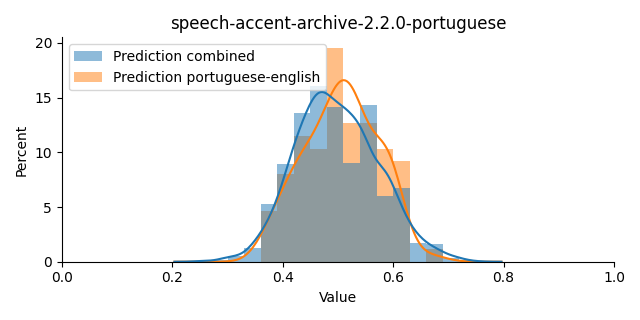 speech-accent-archive-2.2.0-portuguese
Prediction combined
Prediction portuguese-english
Percent
20
15
10
5
0
0.0 0.2 0.4 0.6 0.8 1.0
Value